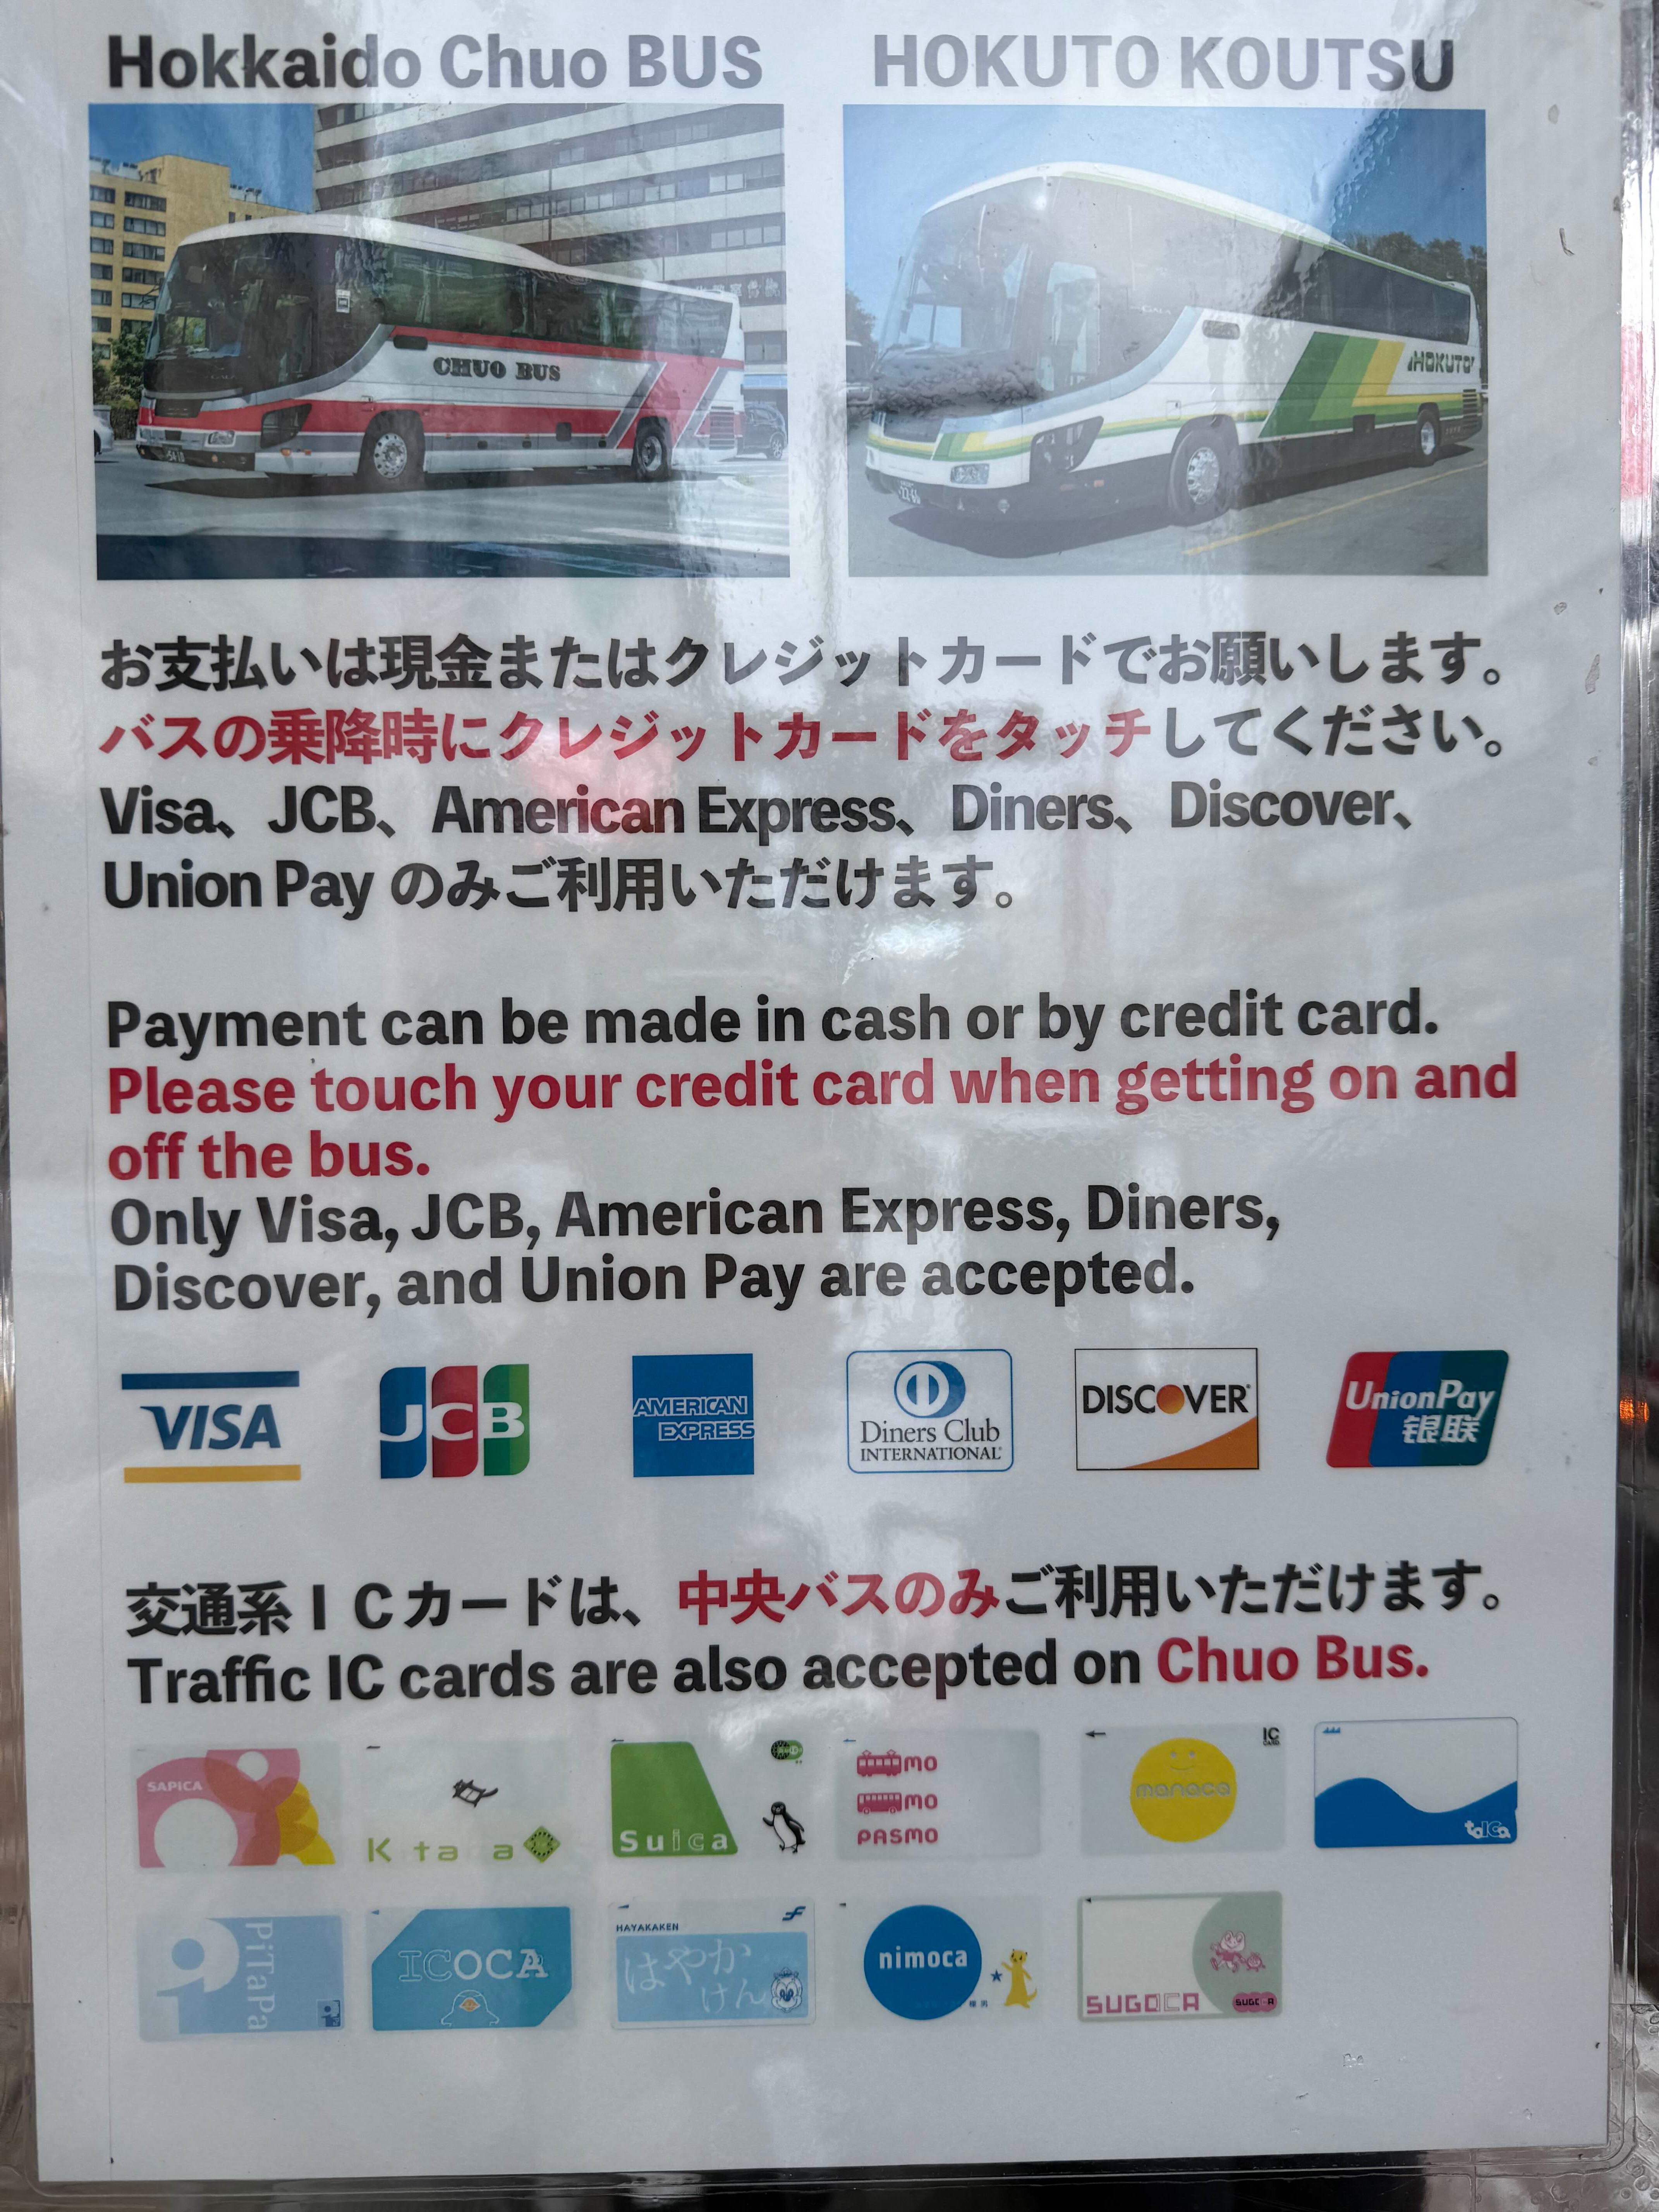 Hokkaido Chuo BUS
HOKUTO KOUTSU
CHUO BUS
HOKUTO
お支払いは現金またはクレジットカードでお願いします。
バスの乗降時にクレジットカードをタッチしてください。
Visa、JCB、American Express、Diners、Discover、
Union Pay のみご利用いただけます。
Payment can be made in cash or by credit card.
Please touch your credit card when getting on and
off the bus.
Only Visa, JCB, American Express, Diners,
Discover, and Union Pay are accepted.
VISA
JCB
AMERICAN
EXPRESS
Diners Club
INTERNATIONAL
DISCOVER
UnionPay
银联
交通系ＩＣカードは、中央バスのみご利用いただけます。
Traffic IC cards are also accepted on Chuo Bus.
SAPICA
Kitaca
Suica
mo
mo
PASMO
manaca
IC
TOICA
PiTaPa
ICOCA
HAYAKAKEN
はやか
けん
nimoca
SUGOCA
SUGOCA